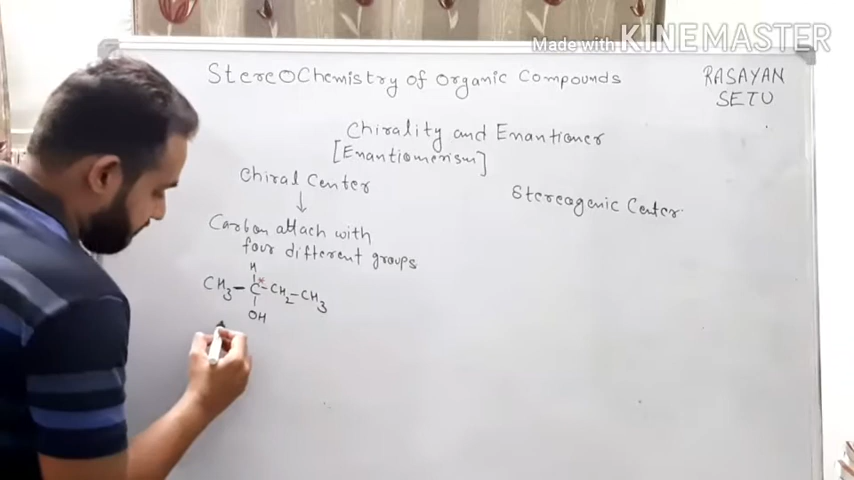 Made with KINEMASTER
StereoChemistry of Organic Compounds
RASAYAN
SETU
Chirality and Enantiomer
[Enantiomerism]
Chiral Center
Stereogenic Center
↓
Carbon attach with
four different groups
H
CH3-C*-CH2-CH3
OH